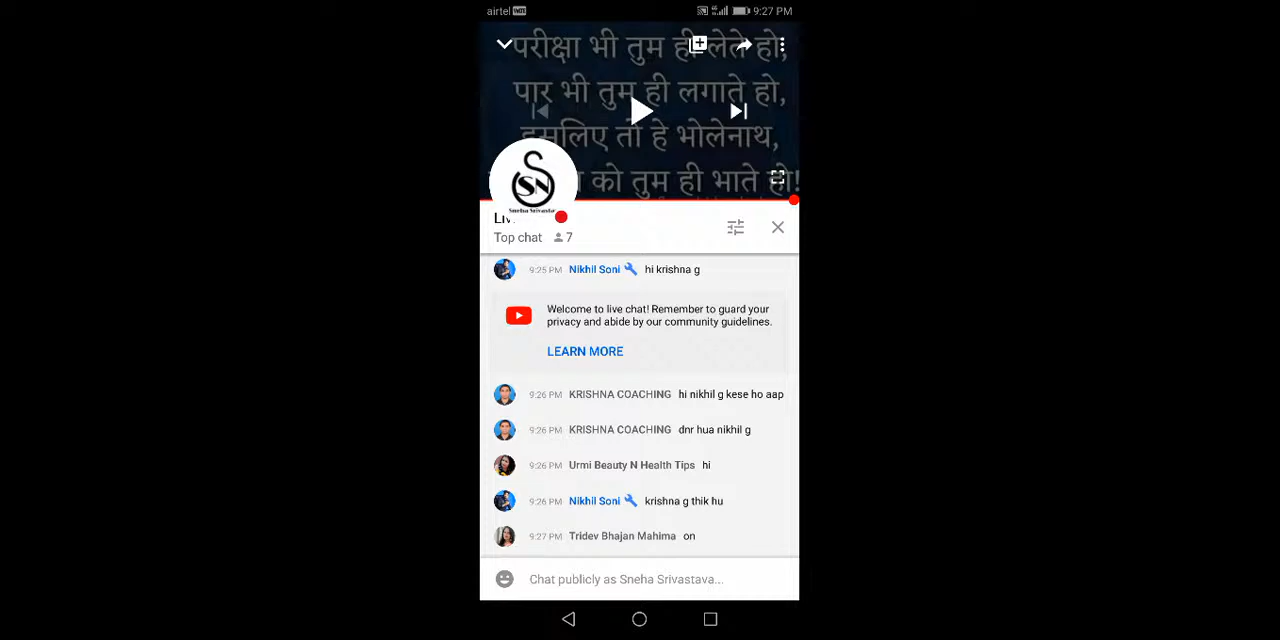 airtel
9:27 PM
परीक्षा भी तुम ही लेते हो,
पार भी तुम ही लगाते हो,
इसलिए तो हे भोलेनाथ,
को तुम ही भाते हो!
SN
Sneha Srivastava
Top chat 7
9:25 PM Nikhil Soni hi krishna g
Welcome to live chat! Remember to guard your
privacy and abide by our community guidelines.
LEARN MORE
9:26 PM KRISHNA COACHING hi nikhil g kese ho aap
9:26 PM KRISHNA COACHING dnr hua nikhil g
9:26 PM Urmi Beauty N Health Tips hi
9:26 PM Nikhil Soni krishna g thik hu
9:27 PM Tridev Bhajan Mahima on
Chat publicly as Sneha Srivastava...